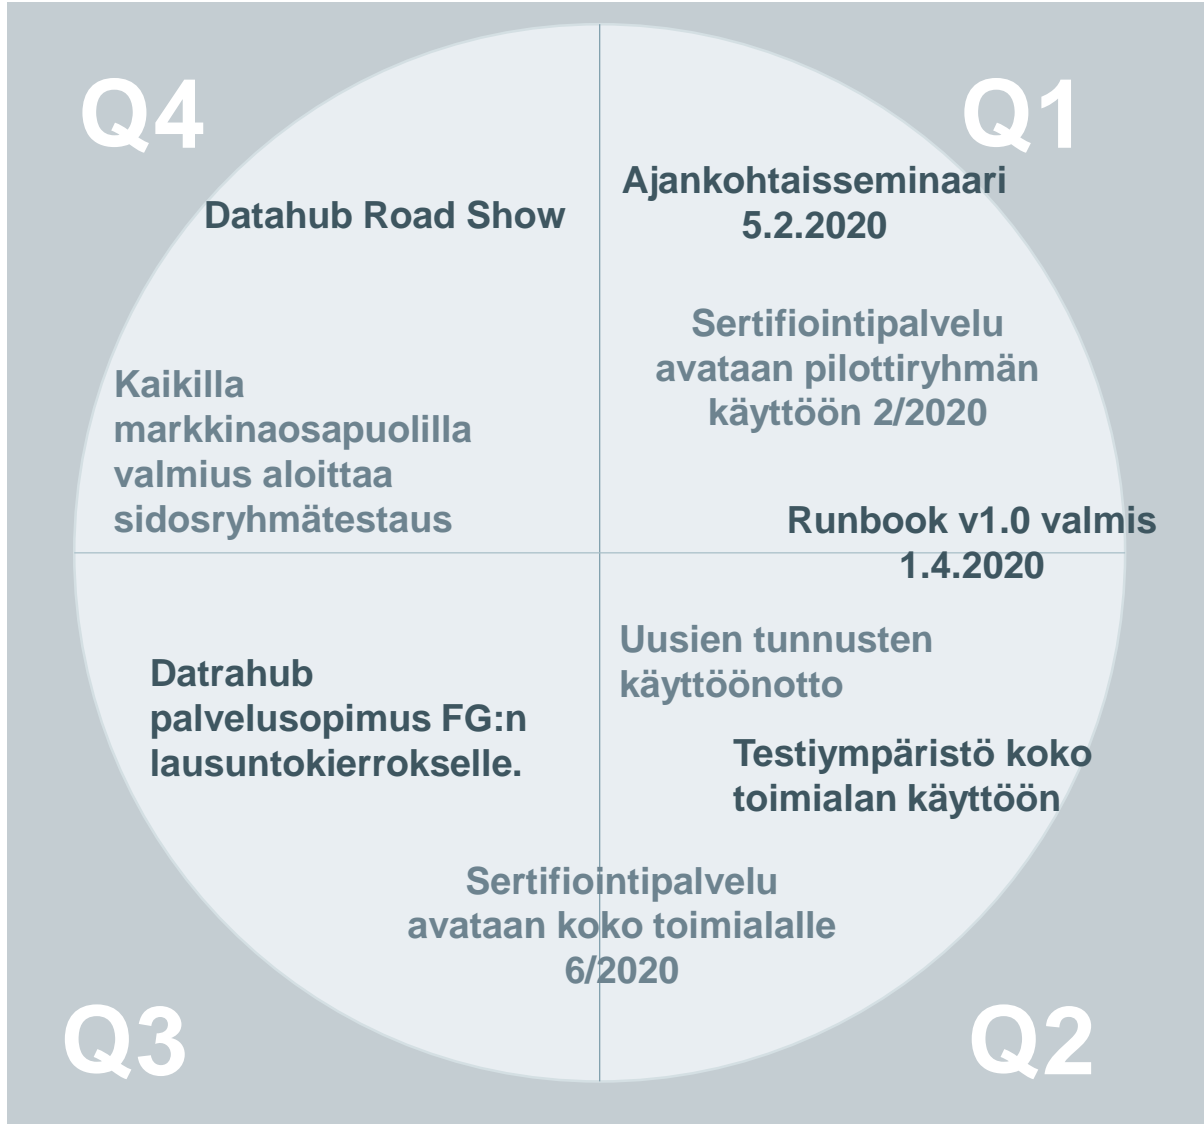 Q4
Q1
Datahub Road Show
Ajankohtaisseminaari
5.2.2020
Sertifiointipalvelu
avataan pilottiryhmän
käyttöön 2/2020
Kaikilla
markkinaosapuolilla
valmius aloittaa
sidosryhmätestaus
Runbook v1.0 valmis
1.4.2020
Uusien tunnusten
käyttöönotto
Datrahub
palvelusopimus FG:n
lausuntokierrokselle.
Testiympäristö koko
toimialan käyttöön
Sertifiointipalvelu
avataan koko toimialalle
6/2020
Q3
Q2